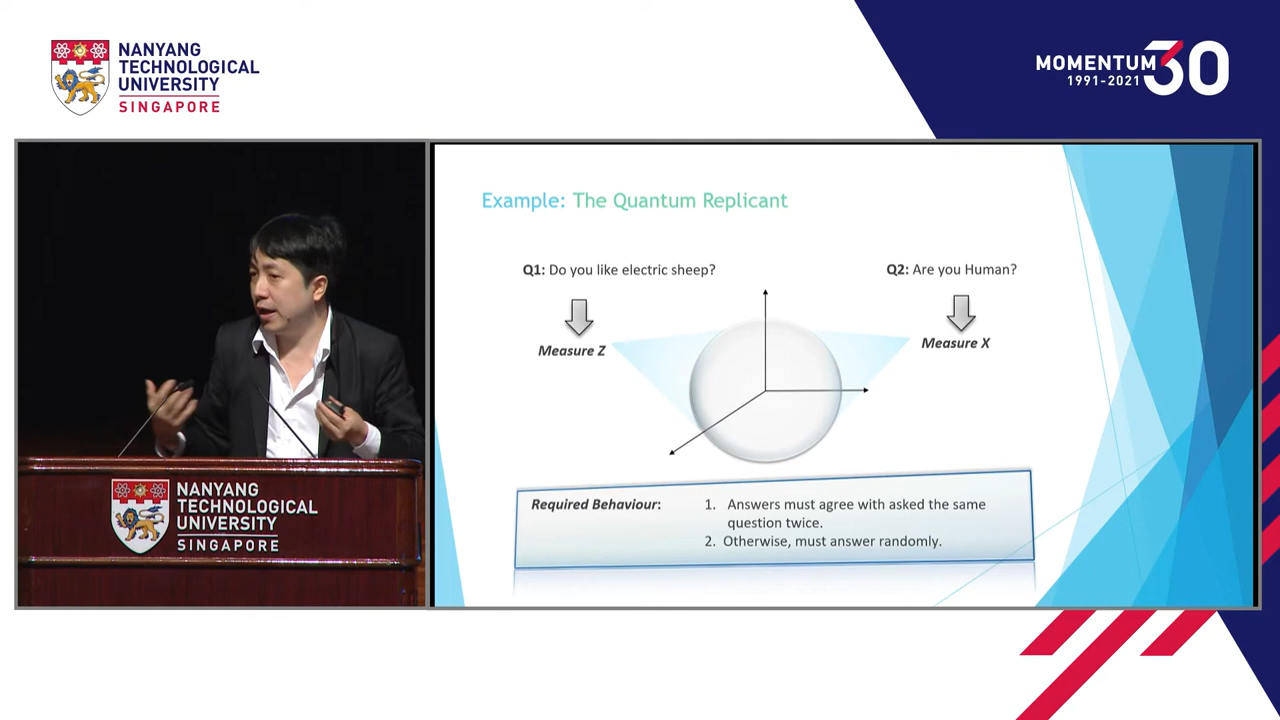 NANYANG
TECHNOLOGICAL
UNIVERSITY
SINGAPORE
MOMENTUM 30
1991-2021
Example: The Quantum Replicant
Q1: Do you like electric sheep?
Q2: Are you Human?
Measure Z
Measure X
Required Behaviour:
1. Answers must agree with asked the same
question twice.
2. Otherwise, must answer randomly.
NANYANG
TECHNOLOGICAL
UNIVERSITY
SINGAPORE